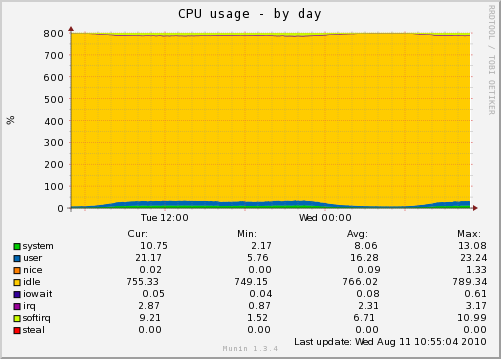 CPU usage - by day
RRDTOOL / TOBI OETIKER
%
800
700
600
500
400
300
200
100
0
Tue 12:00 Wed 00:00
Cur: Min: Avg: Max:
system 10.75 2.17 8.06 13.08
user 21.17 5.76 16.28 23.24
nice 0.02 0.00 0.09 1.33
idle 755.33 749.15 766.02 789.34
iowait 0.05 0.04 0.08 0.61
irq 2.87 0.87 2.31 3.17
softirq 9.21 1.52 6.71 10.99
steal 0.00 0.00 0.00 0.00
Last update: Wed Aug 11 10:55:04 2010
Munin 1.3.4